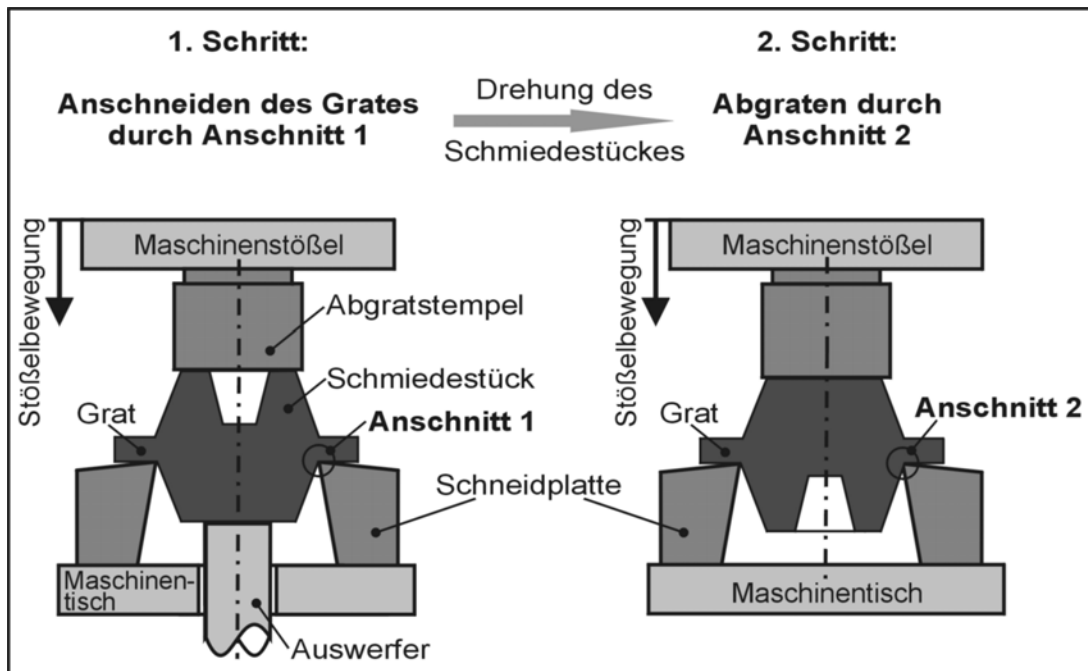 1. Schritt:
Anschneiden des Grates
durch Anschnitt 1
Drehung des
Schmiedestückes
2. Schritt:
Abgraten durch
Anschnitt 2
Stößelbewegung
Maschinenstößel
Abgratstempel
Schmiedestück
Grat
Anschnitt 1
Schneidplatte
Maschinen-
tisch
Auswerfer
Stößelbewegung
Maschinenstößel
Grat
Anschnitt 2
Maschinentisch